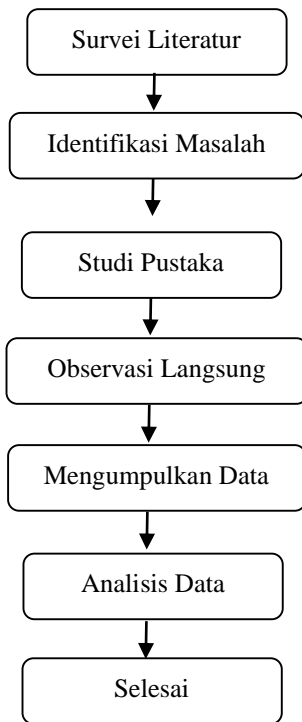 Survei Literatur
Identifikasi Masalah
Studi Pustaka
Observasi Langsung
Mengumpulkan Data
Analisis Data
Selesai